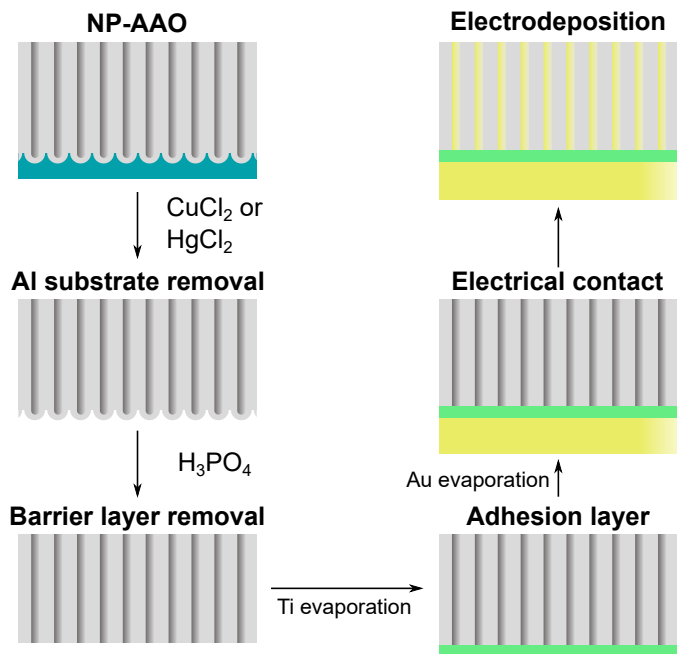 NP-AAO
CuCl₂ or
HgCl₂
Al substrate removal
H₃PO₄
Barrier layer removal
Ti evaporation
Adhesion layer
Au evaporation
Electrical contact
Electrodeposition